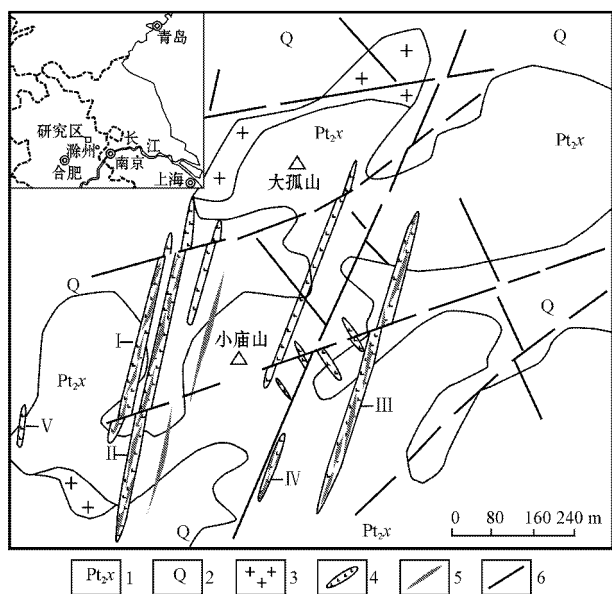 青岛
研究区
长江
滁州
合肥
南京
上海
Q
Q
Pt₂x
Pt₂x
大孤山
Q
Q
I
小庙山
Pt₂x
III
V
II
IV
Q
Pt₂x
0 80 160 240 m
Pt₂x 1 Q 2 3 4 5 6